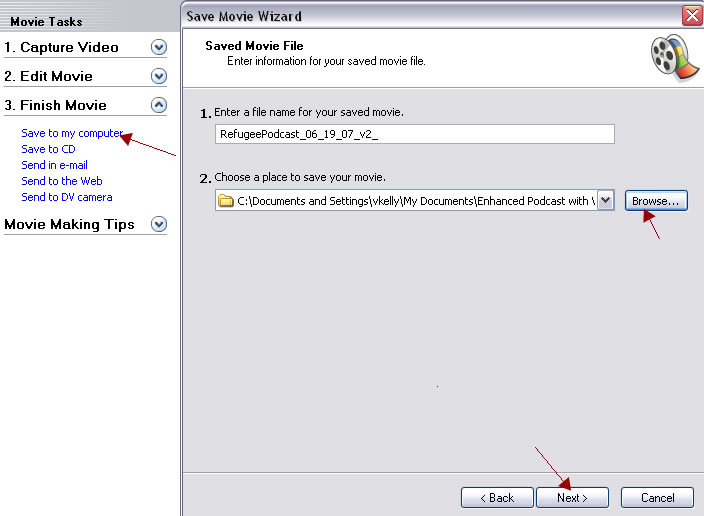 Movie Tasks
1. Capture Video
2. Edit Movie
3. Finish Movie
Save to my computer
Save to CD
Send in e-mail
Send to the Web
Send to DV camera
Movie Making Tips
Save Movie Wizard
Saved Movie File
Enter information for your saved movie file.
1. Enter a file name for your saved movie.
RefugeePodcast_06_19_07_v2_
2. Choose a place to save your movie.
C:\Documents and Settings\vkelly\My Documents\Enhanced Podcast with \
Browse...
< Back
Next >
Cancel